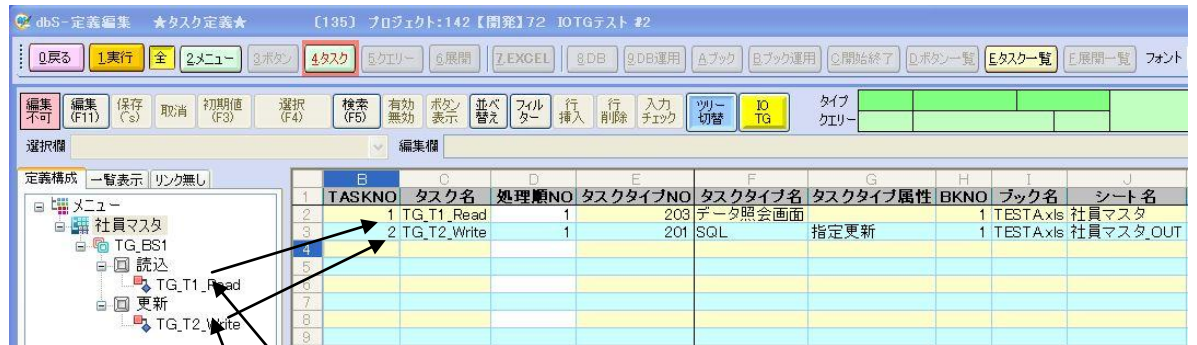 dbS-定義編集 ★タスク定義★ (135) プロジェクト:142【開発】72 IOTGテスト #2
0戻る 1実行 全 2メニュー 3ボタン 4タスク 5クエリー 6展開 7.EXCEL 8.DB 9.DB運用 Aブック Bブック運用 C開始終了 Dボタン一覧 Eタスク一覧 F展開一覧 フォント
編集不可 編集(F11) 保存(^s) 取消 初期値(F3) 選択(F4) 検索(F5) 有効無効 ボタン表示 並べ替え フィルター 行挿入 行削除 入力チェック ツリー切替 IO TG タイプ
クエリー
選択欄 編集欄
定義構成 一覧表示 リンク無し
B C D E F G H I J
1 TASKNO タスク名 処理順NO タスクタイプNO タスクタイプ名 タスクタイプ属性 BKNO ブック名 シート名
2 1 TG_T1_Read 1 203 データ照会画面 1 TESTA.xls 社員マスタ
3 2 TG_T2_Write 1 201 SQL 指定更新 1 TESTA.xls 社員マスタ_OUT
4
5
6
7
8
9
メニュー
社員マスタ
TG_BS1
読込
TG_T1_Read
更新
TG_T2_Write